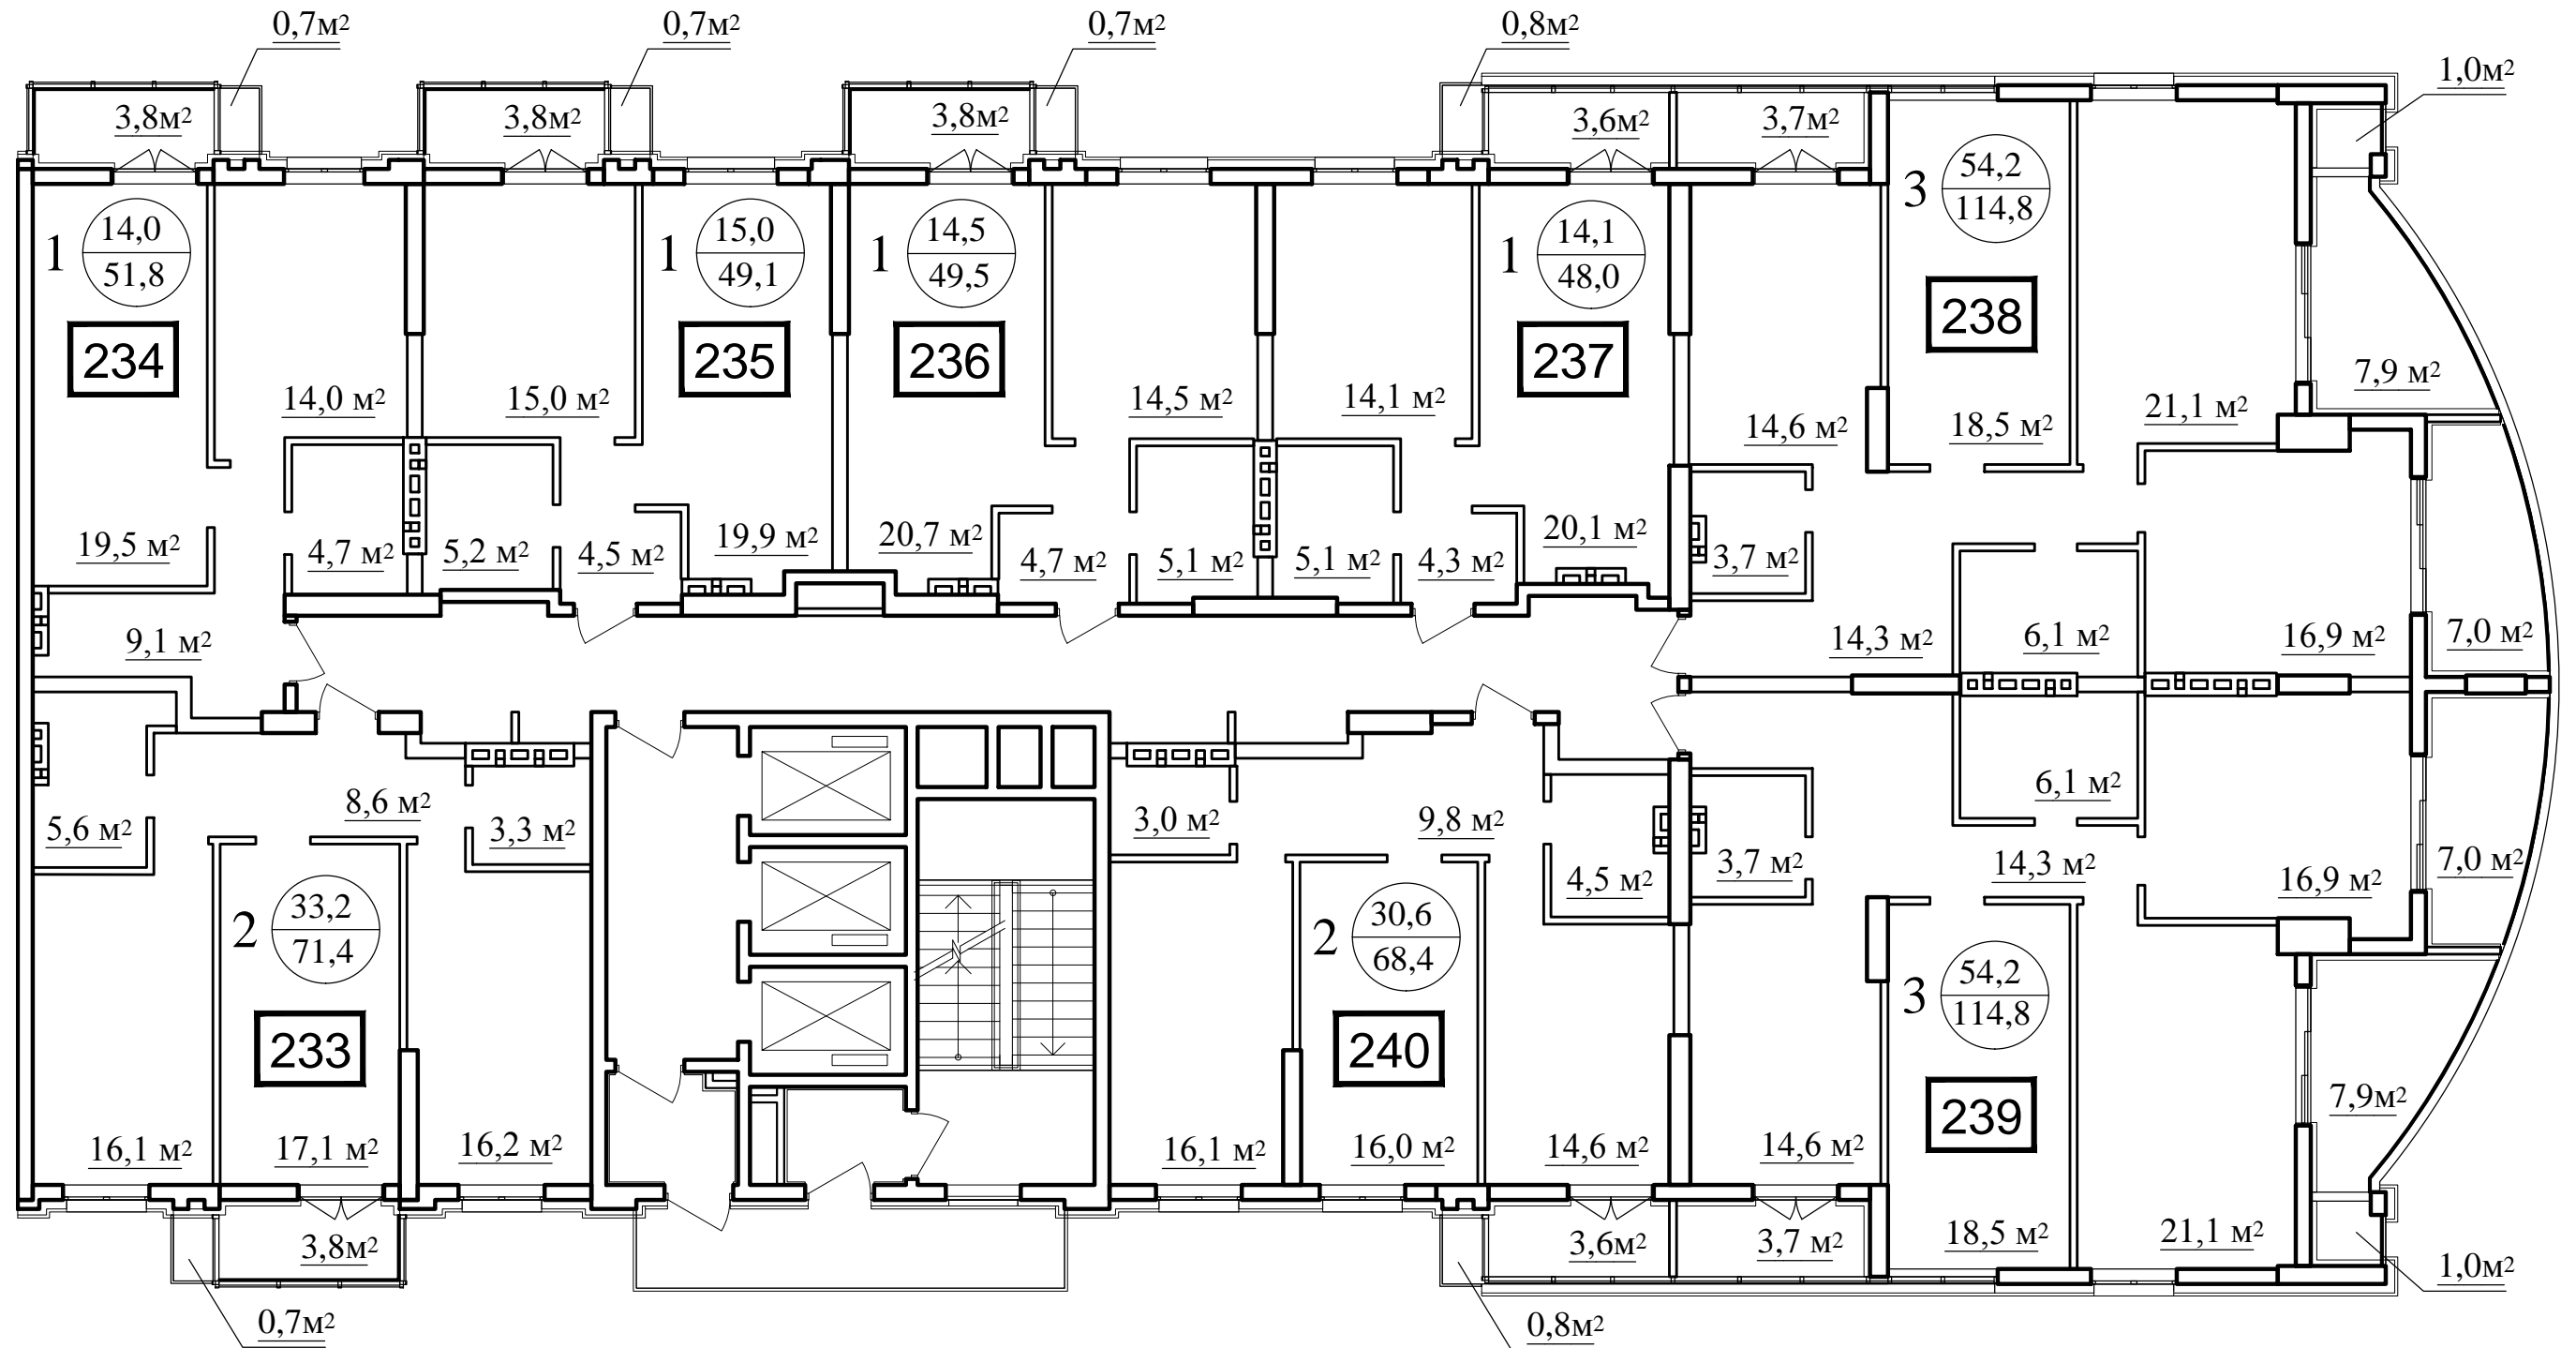 0,7м²
0,7м²
0,7м²
0,8м²
1,0м²
3,8м²
3,8м²
3,8м²
3,6м²
3,7м²
1
14,0
51,8
234
14,0 м²
19,5 м²
4,7 м²
9,1 м²
1
15,0
49,1
235
15,0 м²
5,2 м²
4,5 м²
19,9 м²
1
14,5
49,5
236
14,5 м²
20,7 м²
4,7 м²
5,1 м²
1
14,1
48,0
237
14,1 м²
5,1 м²
4,3 м²
20,1 м²
3
54,2
114,8
238
7,9 м²
14,6 м²
18,5 м²
21,1 м²
3,7 м²
14,3 м²
6,1 м²
16,9 м²
7,0 м²
5,6 м²
8,6 м²
3,3 м²
2
33,2
71,4
233
16,1 м²
17,1 м²
16,2 м²
3,8м²
0,7м²
3,0 м²
9,8 м²
4,5 м²
2
30,6
68,4
240
16,1 м²
16,0 м²
14,6 м²
3,6м²
0,8м²
6,1 м²
3,7 м²
14,3 м²
16,9 м²
7,0 м²
3
54,2
114,8
239
7,9м²
14,6 м²
18,5 м²
21,1 м²
3,7 м²
1,0м²